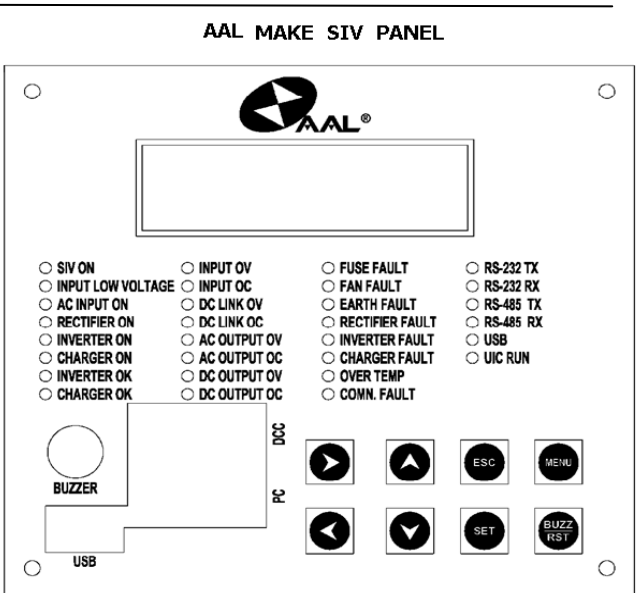 AAL MAKE SIV PANEL
AAL®
SIV ON
INPUT LOW VOLTAGE
AC INPUT ON
RECTIFIER ON
INVERTER ON
CHARGER ON
INVERTER OK
CHARGER OK
INPUT OV
INPUT OC
DC LINK OV
DC LINK OC
AC OUTPUT OV
AC OUTPUT OC
DC OUTPUT OV
DC OUTPUT OC
FUSE FAULT
FAN FAULT
EARTH FAULT
RECTIFIER FAULT
INVERTER FAULT
CHARGER FAULT
OVER TEMP
COMN. FAULT
RS-232 TX
RS-232 RX
RS-485 TX
RS-485 RX
USB
UIC RUN
BUZZER
USB
DCC
PC
ESC
MENU
SET
BUZZ
RST